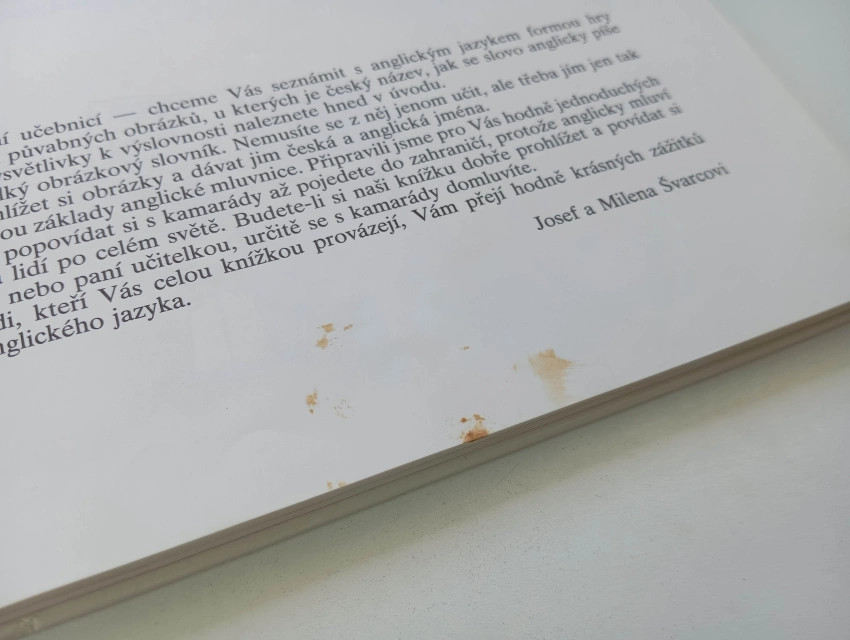 učebnicí — chceme Vás seznámit s anglickým jazykem formou hry
půvabných obrázků, u kterých je český název, jak se slovo anglicky píše
vysvětlivky k výslovnosti naleznete hned v úvodu.
obrázkový slovník. Nemusíte se z něj jenom učit, ale třeba jím jen tak
si obrázky a dávat jim česká a anglická jména.
základy anglické mluvnice. Připravili jsme pro Vás hodně jednoduchých
popovídat si s kamarády až pojedete do zahraničí, protože anglicky mluví
lidí po celém světě. Budete-li si naši knížku dobře prohlížet a povídat si
nebo paní učitelkou, určitě se s kamarády domluvíte.
kteří Vás celou knížkou provázejí, Vám přejí hodně krásných zážitků
nglického jazyka.
Josef a Milena Švarcovi